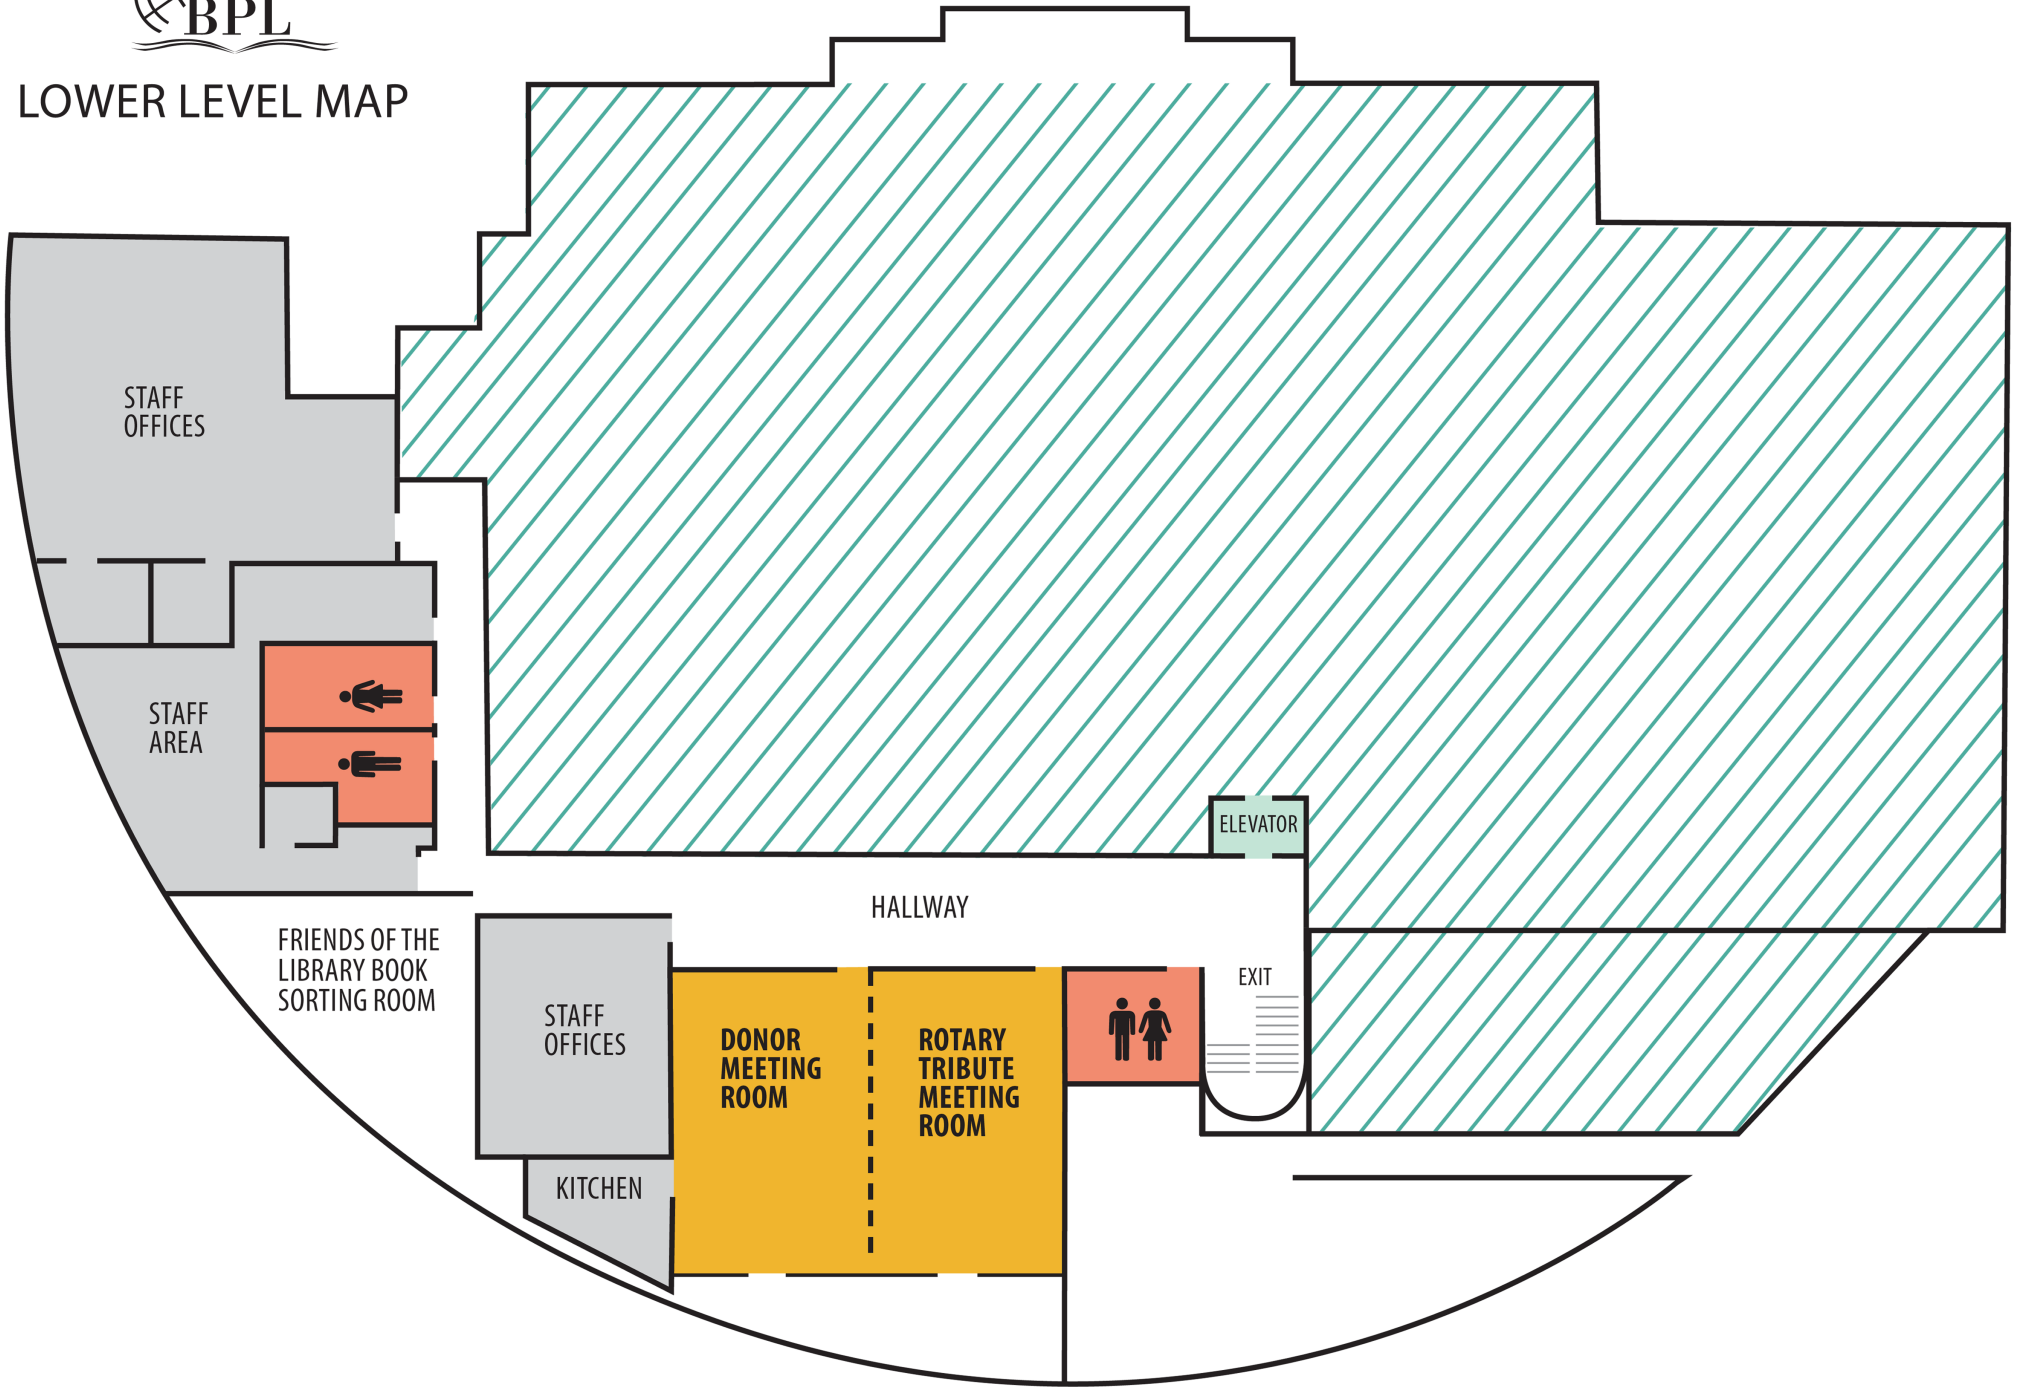 BPL
LOWER LEVEL MAP
STAFF
OFFICES
STAFF
AREA
ELEVATOR
HALLWAY
FRIENDS OF THE
LIBRARY BOOK
SORTING ROOM
EXIT
STAFF
OFFICES
DONOR
MEETING
ROOM
ROTARY
TRIBUTE
MEETING
ROOM
KITCHEN